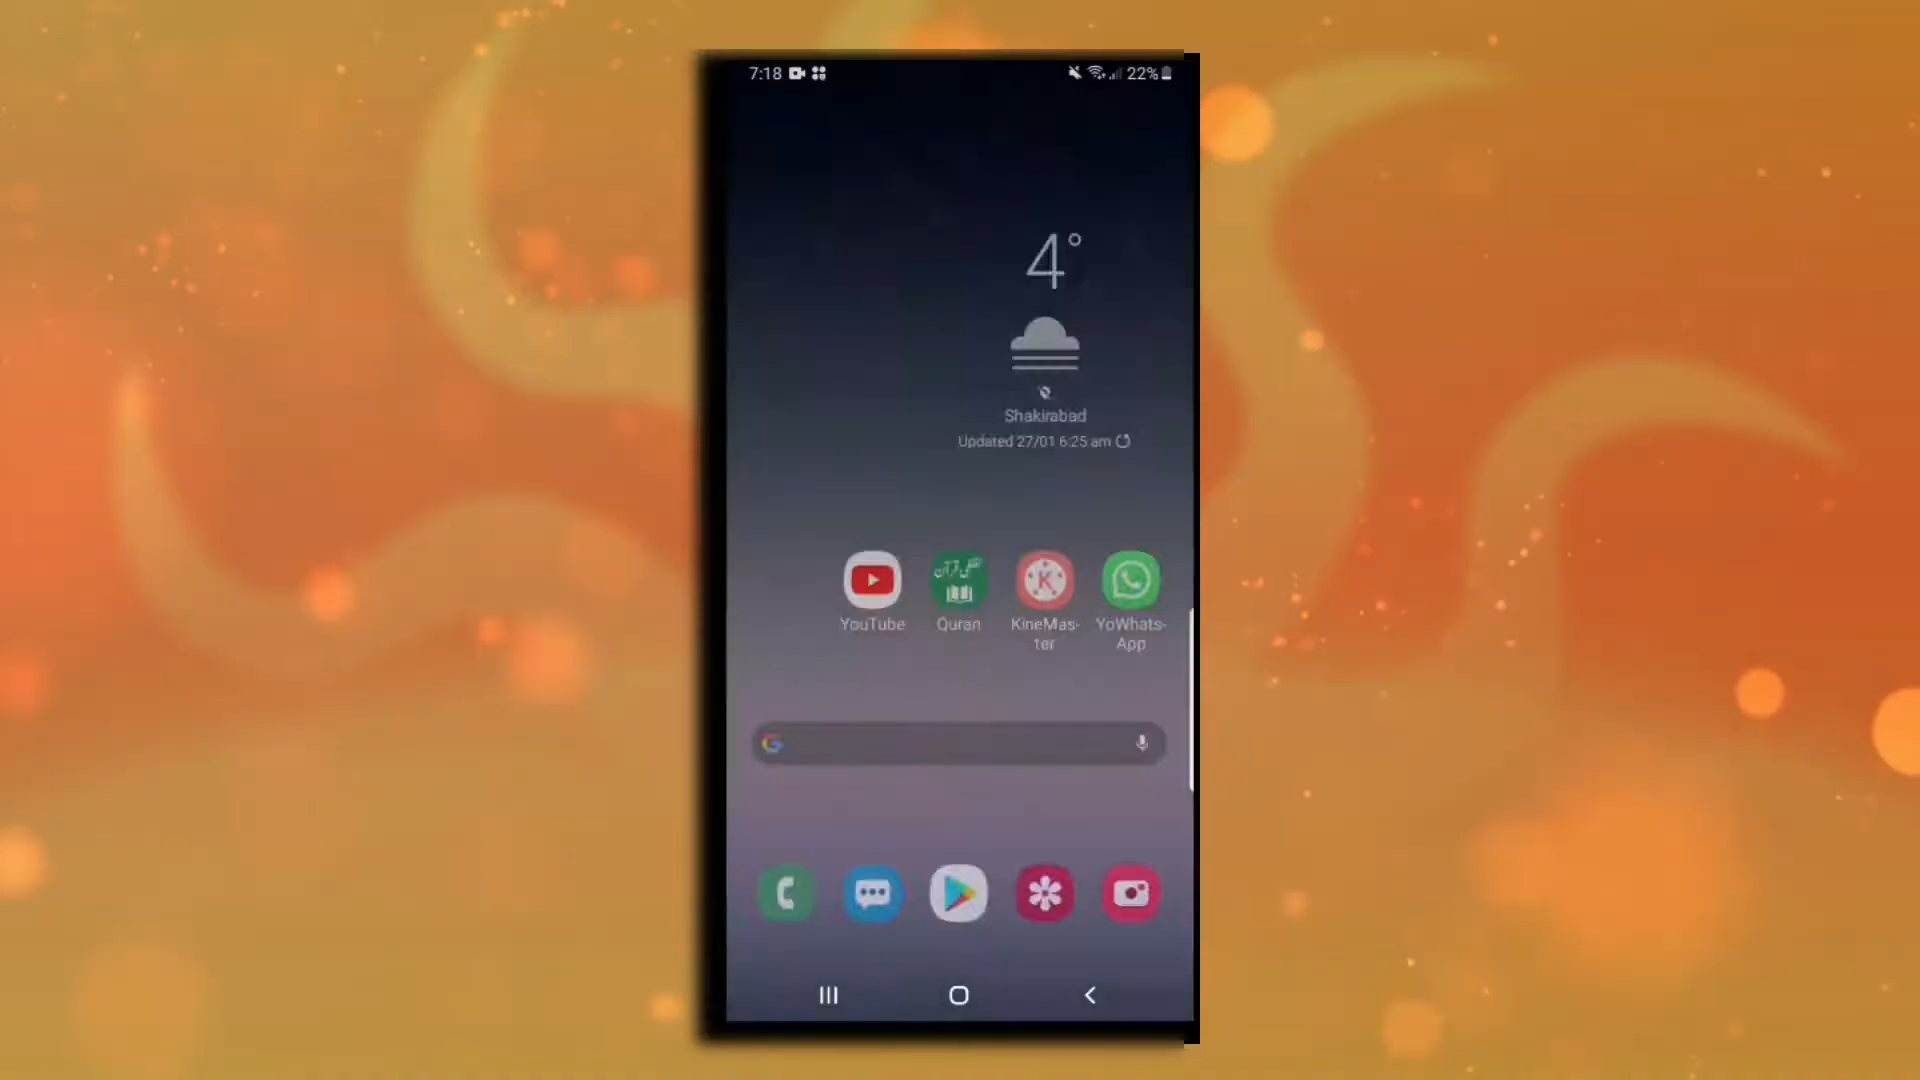 7:18
22%
4°
Shakirabad
Updated 27/01 6:25 am
YouTube
Quran
KineMas-
ter
YoWhats-
App